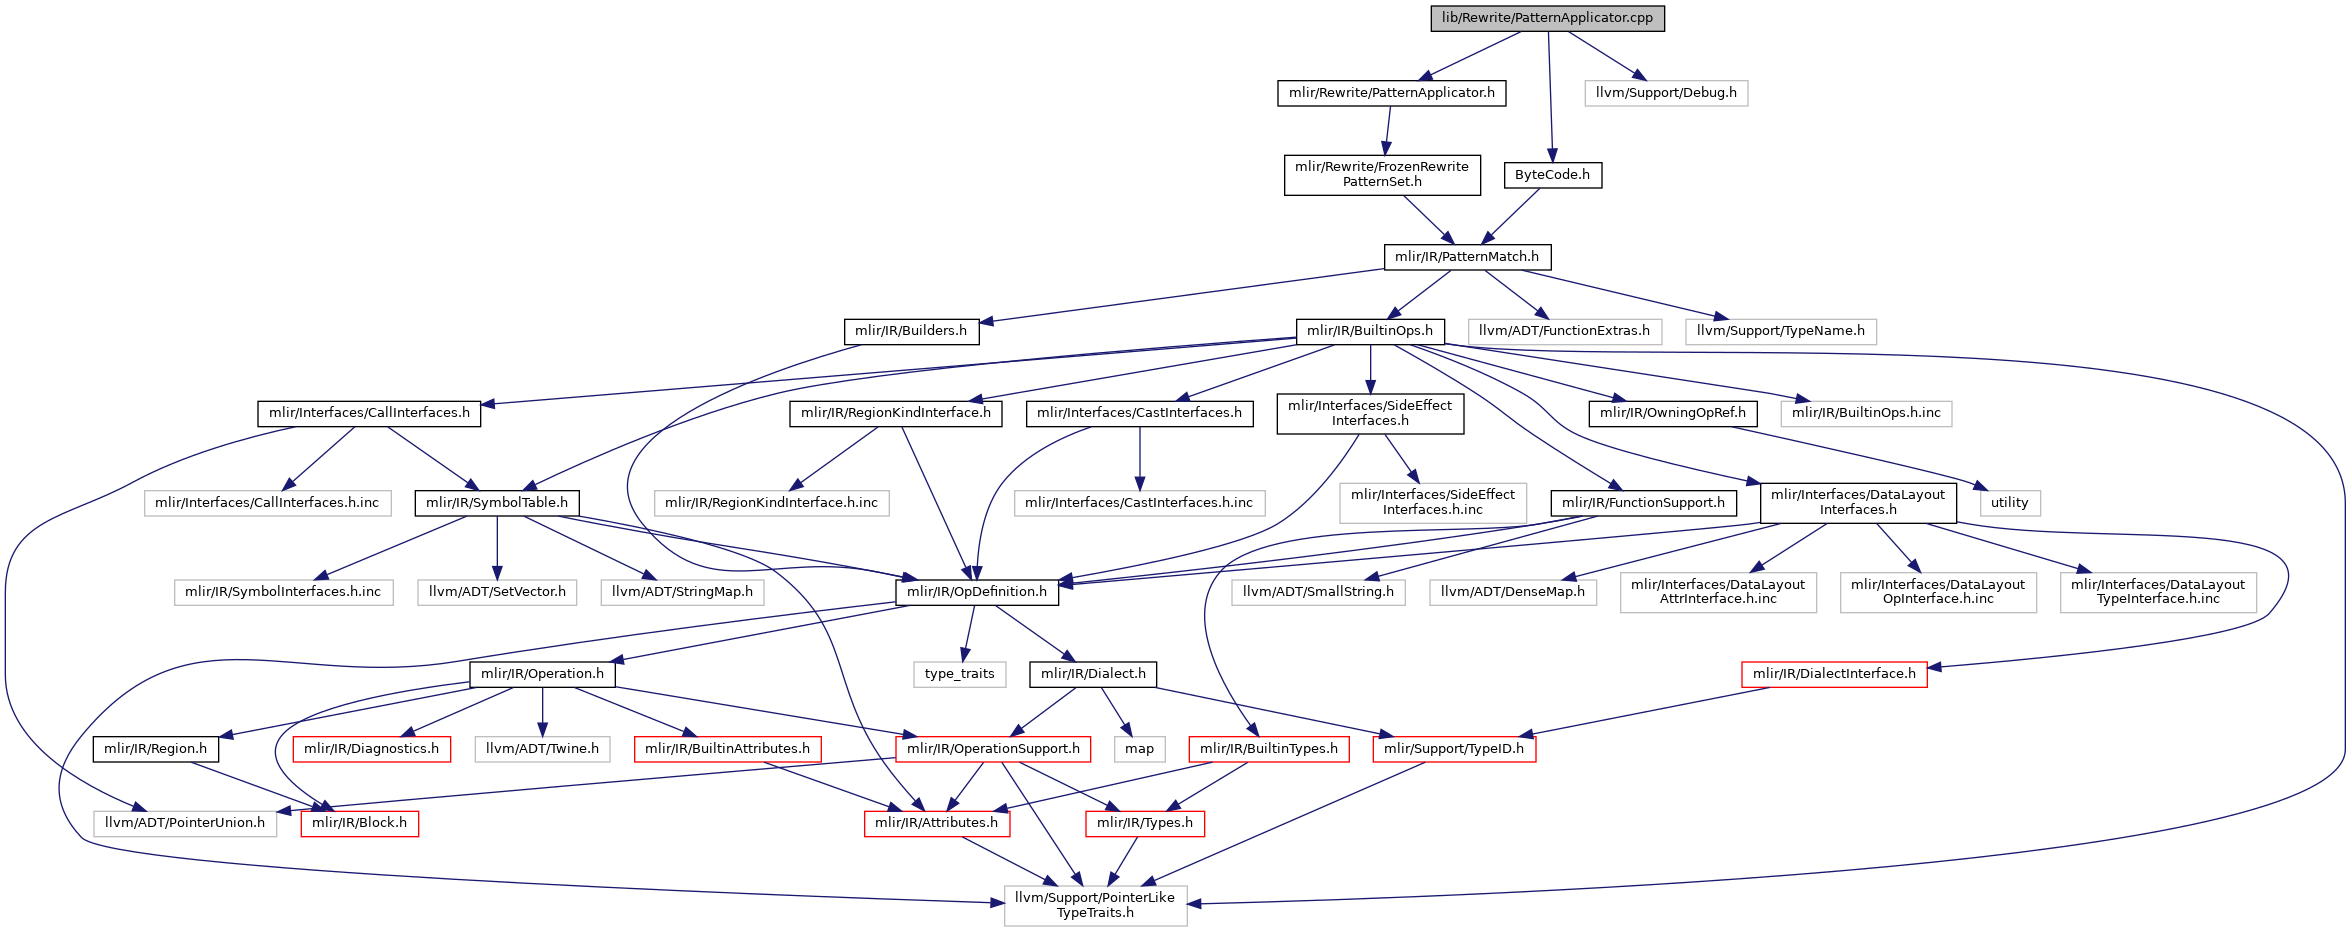 lib/Rewrite/PatternApplicator.cpp
mlir/Rewrite/PatternApplicator.h
llvm/Support/Debug.h
mlir/Rewrite/FrozenRewrite
PatternSet.h
ByteCode.h
mlir/IR/PatternMatch.h
mlir/IR/Builders.h
mlir/IR/BuiltinOps.h
llvm/ADT/FunctionExtras.h
llvm/Support/TypeName.h
mlir/Interfaces/CallInterfaces.h
mlir/IR/RegionKindInterface.h
mlir/Interfaces/CastInterfaces.h
mlir/Interfaces/SideEffect
Interfaces.h
mlir/IR/OwningOpRef.h
mlir/IR/BuiltinOps.h.inc
mlir/Interfaces/CallInterfaces.h.inc
mlir/IR/SymbolTable.h
mlir/IR/RegionKindInterface.h.inc
mlir/Interfaces/CastInterfaces.h.inc
mlir/Interfaces/SideEffect
Interfaces.h.inc
mlir/IR/FunctionSupport.h
mlir/Interfaces/DataLayout
Interfaces.h
utility
mlir/IR/SymbolInterfaces.h.inc
llvm/ADT/SetVector.h
llvm/ADT/StringMap.h
mlir/IR/OpDefinition.h
llvm/ADT/SmallString.h
llvm/ADT/DenseMap.h
mlir/Interfaces/DataLayout
AttrInterface.h.inc
mlir/Interfaces/DataLayout
OpInterface.h.inc
mlir/Interfaces/DataLayout
TypeInterface.h.inc
mlir/IR/Operation.h
type_traits
mlir/IR/Dialect.h
mlir/IR/DialectInterface.h
mlir/IR/Region.h
mlir/IR/Diagnostics.h
llvm/ADT/Twine.h
mlir/IR/BuiltinAttributes.h
mlir/IR/OperationSupport.h
map
mlir/IR/BuiltinTypes.h
mlir/Support/TypeID.h
llvm/ADT/PointerUnion.h
mlir/IR/Block.h
mlir/IR/Attributes.h
mlir/IR/Types.h
llvm/Support/PointerLike
TypeTraits.h